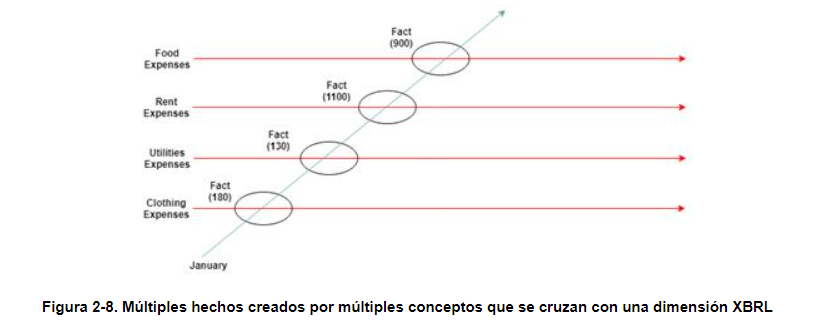 Fact
(900)
Food
Expenses
Fact
(1100)
Rent
Expenses
Fact
(130)
Utilities
Expenses
Fact
(180)
Clothing
Expenses
January
Figura 2-8. Múltiples hechos creados por múltiples conceptos que se cruzan con una dimensión XBRL